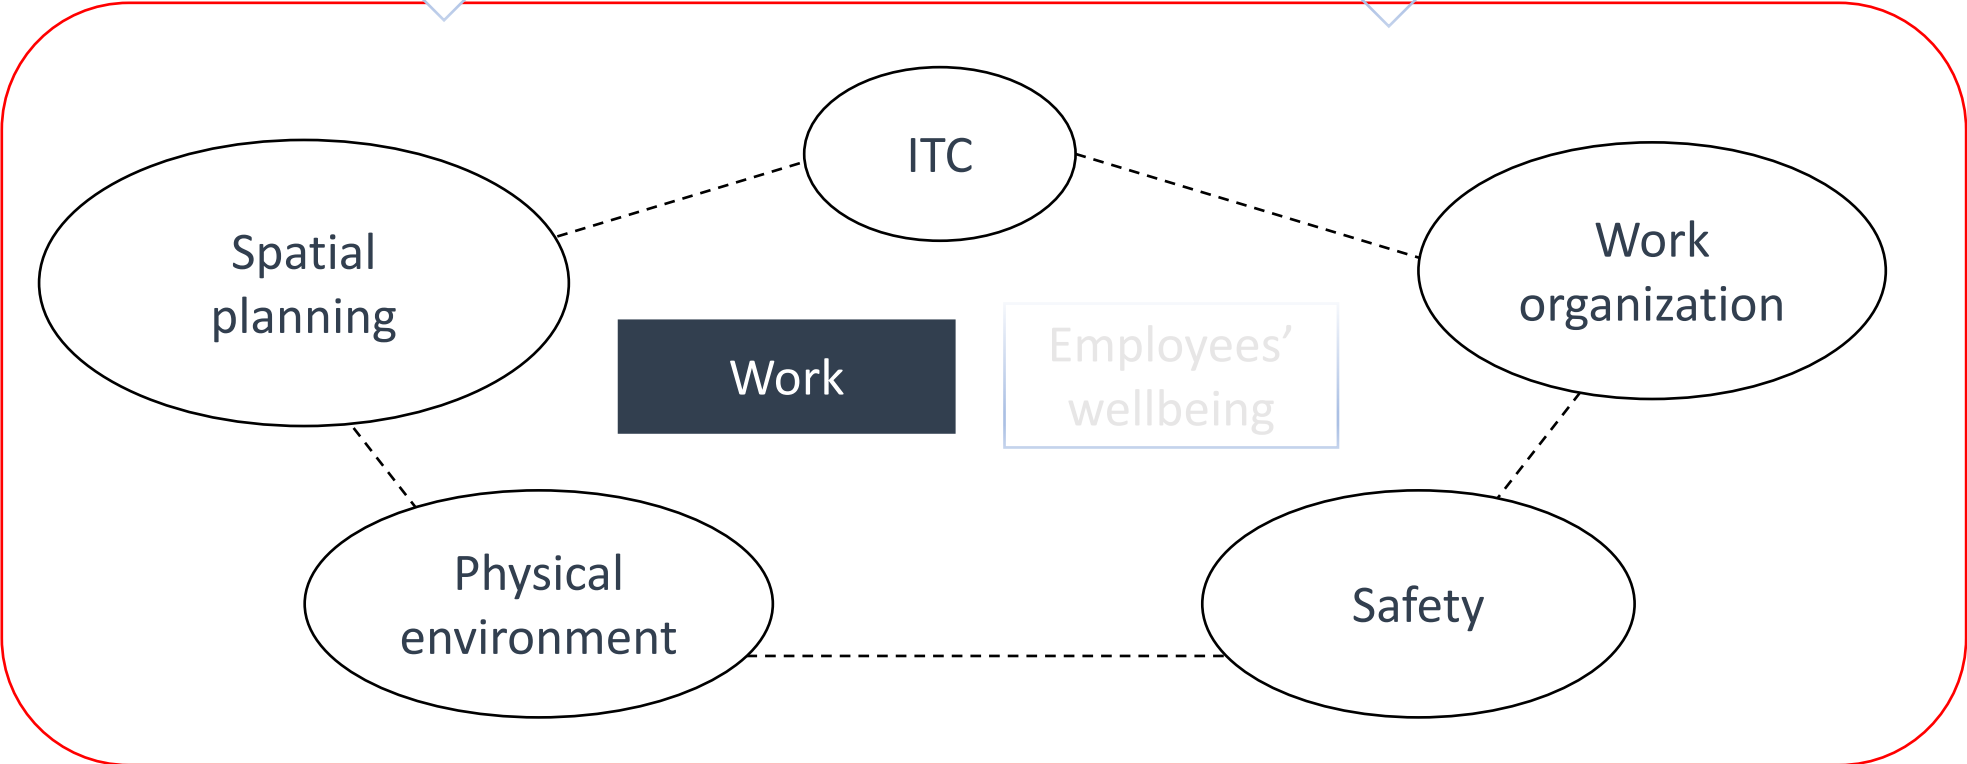 ITC
Spatial
planning
Work
organization
Work
Employees’
wellbeing
Physical
environment
Safety